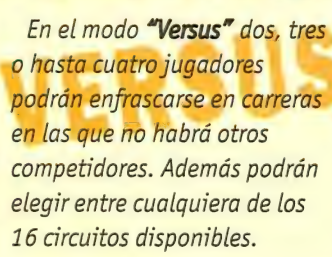 VERSUS
En el modo "Versus" dos, tres
o hasta cuatro jugadores
podrán enfrascarse en carreras
en las que no habrá otros
competidores. Además podrán
elegir entre cualquiera de los
16 circuitos disponibles.